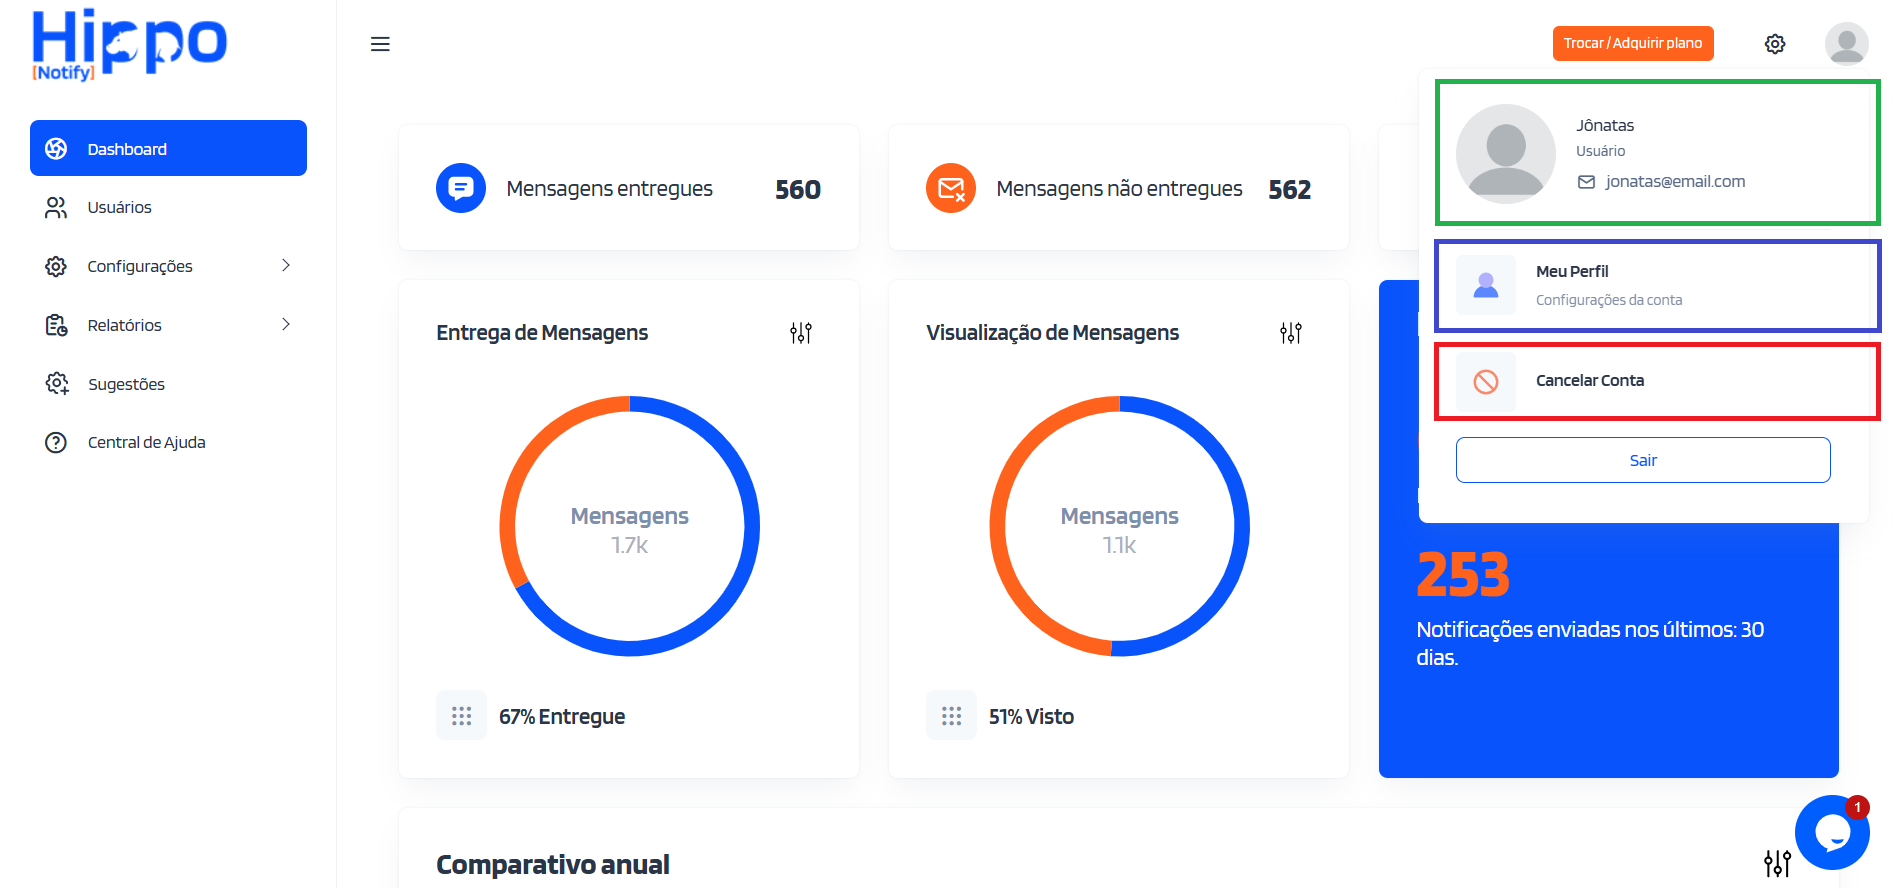 Hippo
[Notify]
Dashboard
Usuários
Configurações
Relatórios
Sugestões
Central de Ajuda
Trocar / Adquirir plano
Jônatas
Usuário
jonatas@email.com
Meu Perfil
Configurações da conta
Cancelar Conta
Sair
Mensagens entregues
560
Mensagens não entregues
562
Entrega de Mensagens
Mensagens
1.7k
67% Entregue
Visualização de Mensagens
Mensagens
1.1k
51% Visto
253
Notificações enviadas nos últimos: 30
dias.
Comparativo anual
1